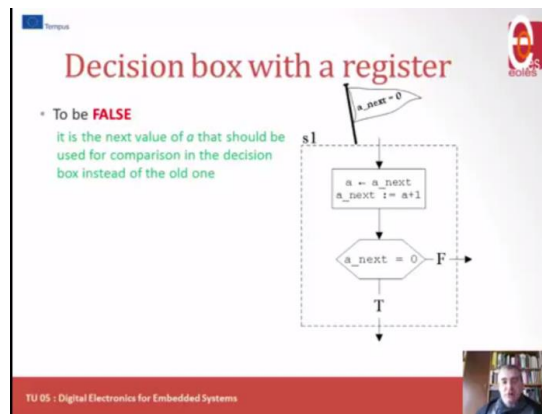 Tempus
eoles
Decision box with a register
• To be FALSE
it is the next value of a that should be
used for comparison in the decision
box instead of the old one
a_next = 0
s1
a ← a_next
a_next := a+1
a_next = 0
F
T
TU 05 : Digital Electronics for Embedded Systems